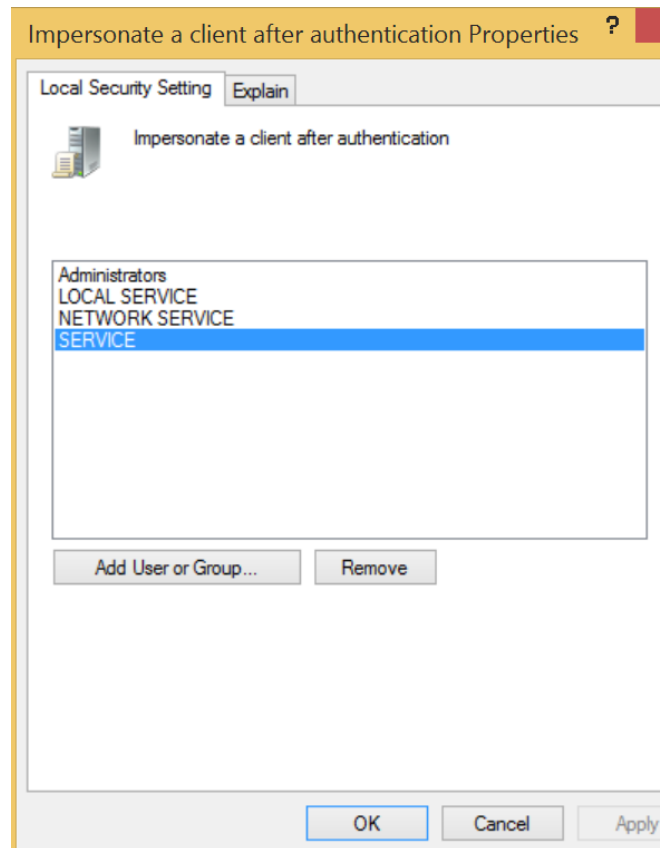 Impersonate a client after authentication Properties ?
Local Security Setting Explain
Impersonate a client after authentication
Administrators
LOCAL SERVICE
NETWORK SERVICE
SERVICE
Add User or Group... Remove
OK Cancel Apply